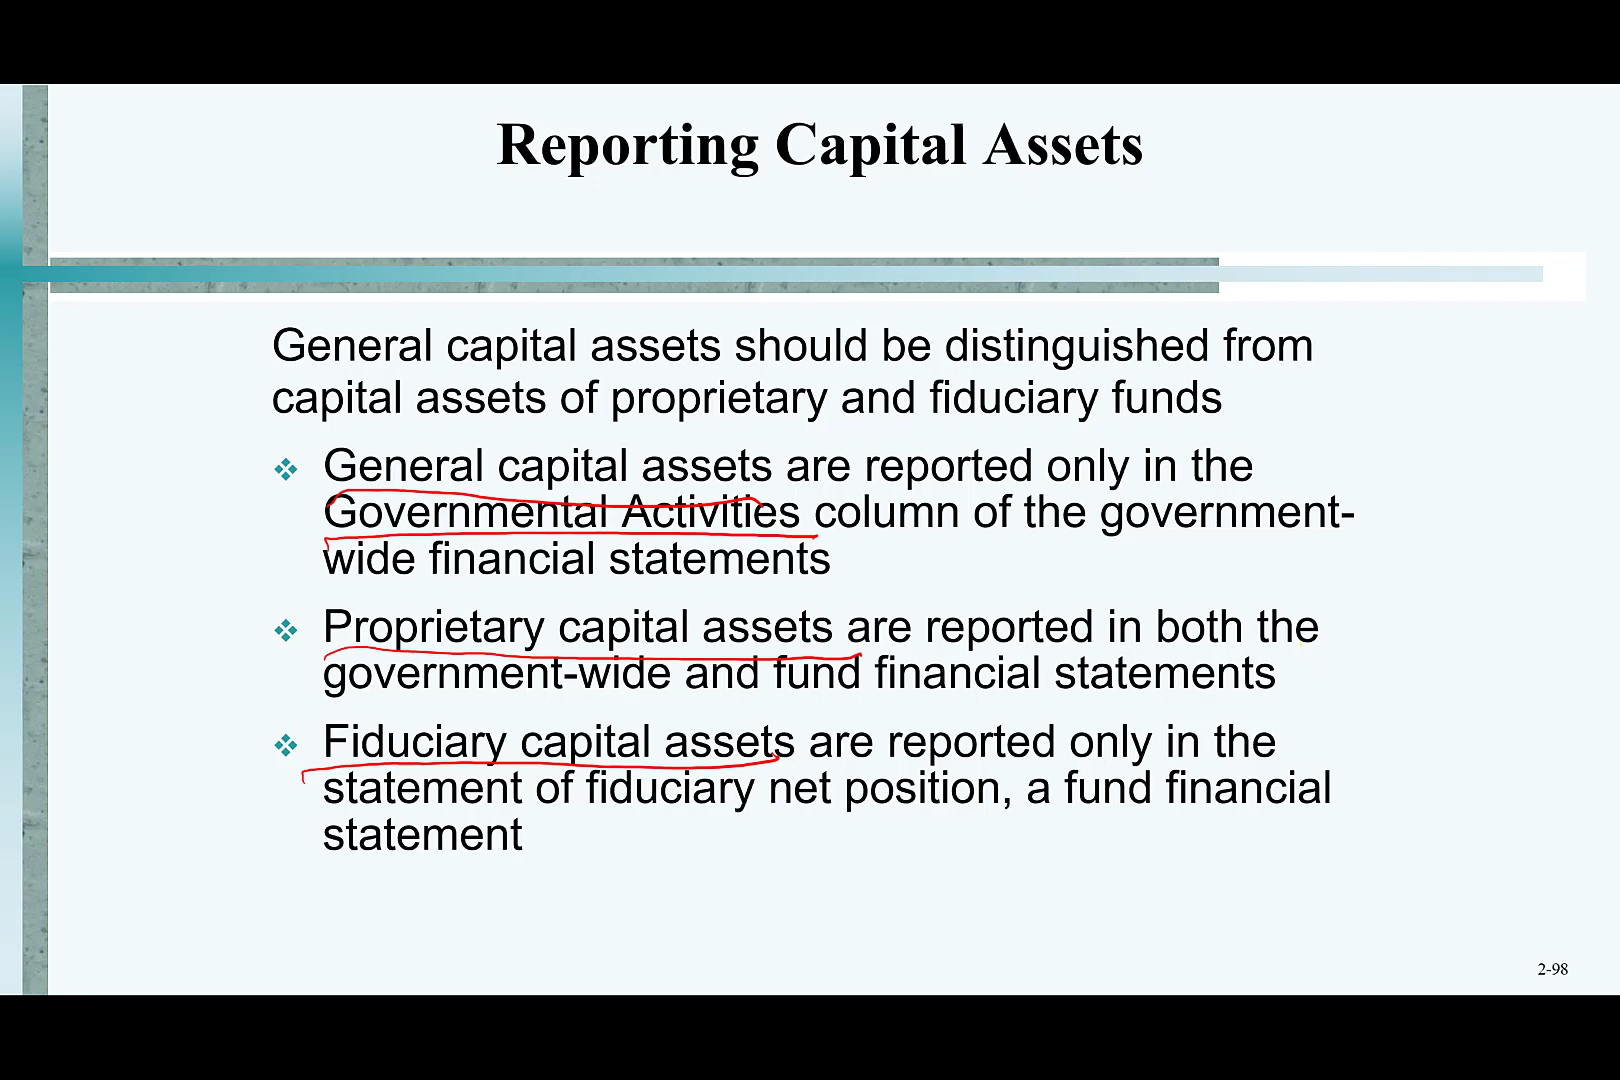 Reporting Capital Assets
General capital assets should be distinguished from
capital assets of proprietary and fiduciary funds
General capital assets are reported only in the
Governmental Activities column of the government-
wide financial statements
Proprietary capital assets are reported in both the
government-wide and fund financial statements
Fiduciary capital assets are reported only in the
statement of fiduciary net position, a fund financial
statement
2-98